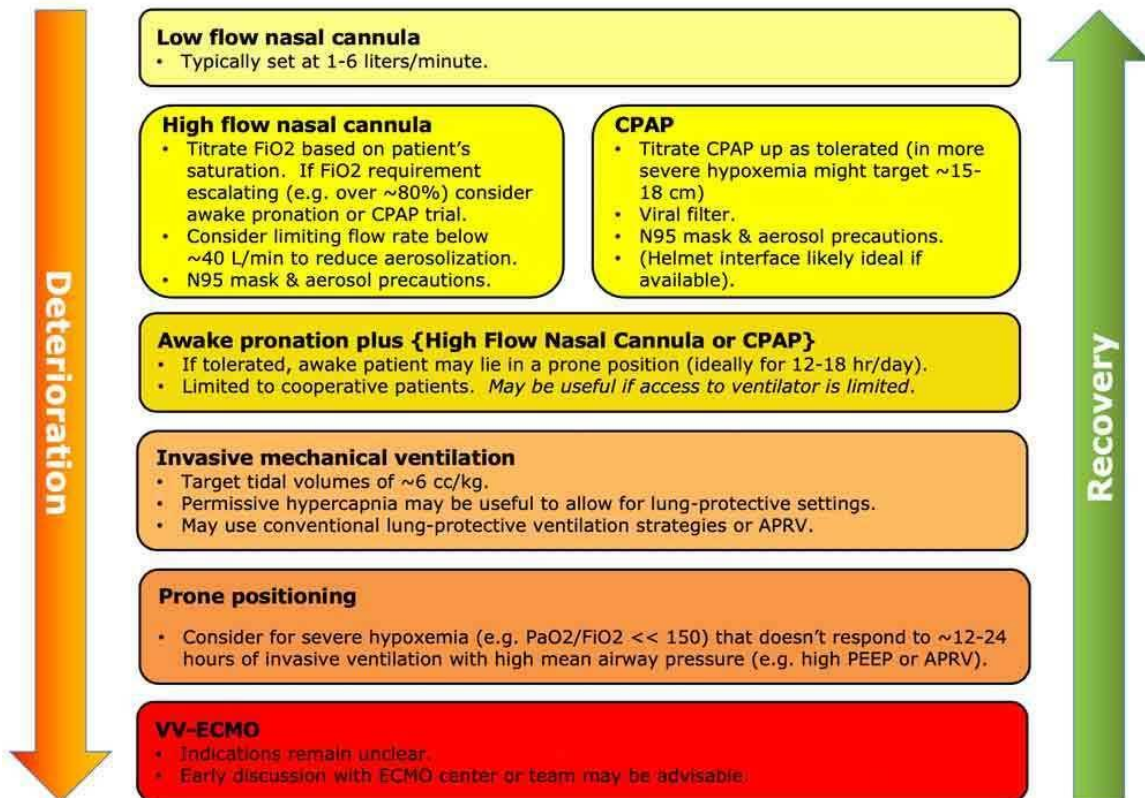 Low flow nasal cannula
• Typically set at 1-6 liters/minute.
High flow nasal cannula
• Titrate FiO2 based on patient's
saturation. If FiO2 requirement
escalating (e.g. over ~80%) consider
awake pronation or CPAP trial.
• Consider limiting flow rate below
~40 L/min to reduce aerosolization.
• N95 mask & aerosol precautions.
CPAP
• Titrate CPAP up as tolerated (in more
severe hypoxemia might target ~15-
18 cm)
• Viral filter.
• N95 mask & aerosol precautions.
• (Helmet interface likely ideal if
available).
Awake pronation plus {High Flow Nasal Cannula or CPAP}
• If tolerated, awake patient may lie in a prone position (ideally for 12-18 hr/day).
• Limited to cooperative patients. May be useful if access to ventilator is limited.
Invasive mechanical ventilation
• Target tidal volumes of ~6 cc/kg.
• Permissive hypercapnia may be useful to allow for lung-protective settings.
• May use conventional lung-protective ventilation strategies or APRV.
Prone positioning
• Consider for severe hypoxemia (e.g. PaO2/FiO2 << 150) that doesn't respond to ~12-24
hours of invasive ventilation with high mean airway pressure (e.g. high PEEP or APRV).
VV-ECMO
• Indications remain unclear.
• Early discussion with ECMO center or team may be advisable.
Deterioration
Recovery